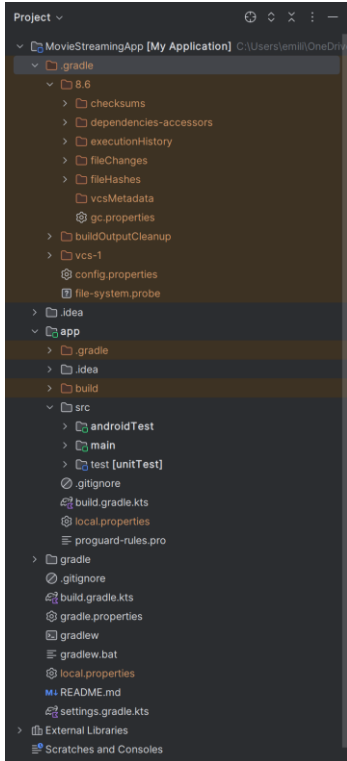 Project
MovieStreamingApp [My Application] C:\Users\emili\OneDriv
.gradle
8.6
checksums
dependencies-accessors
executionHistory
fileChanges
fileHashes
vcsMetadata
gc.properties
buildOutputCleanup
vcs-1
config.properties
file-system.probe
.idea
app
.gradle
.idea
build
src
androidTest
main
test [unitTest]
.gitignore
build.gradle.kts
local.properties
proguard-rules.pro
gradle
.gitignore
build.gradle.kts
gradle.properties
gradlew
gradlew.bat
local.properties
M↓ README.md
settings.gradle.kts
External Libraries
Scratches and Consoles